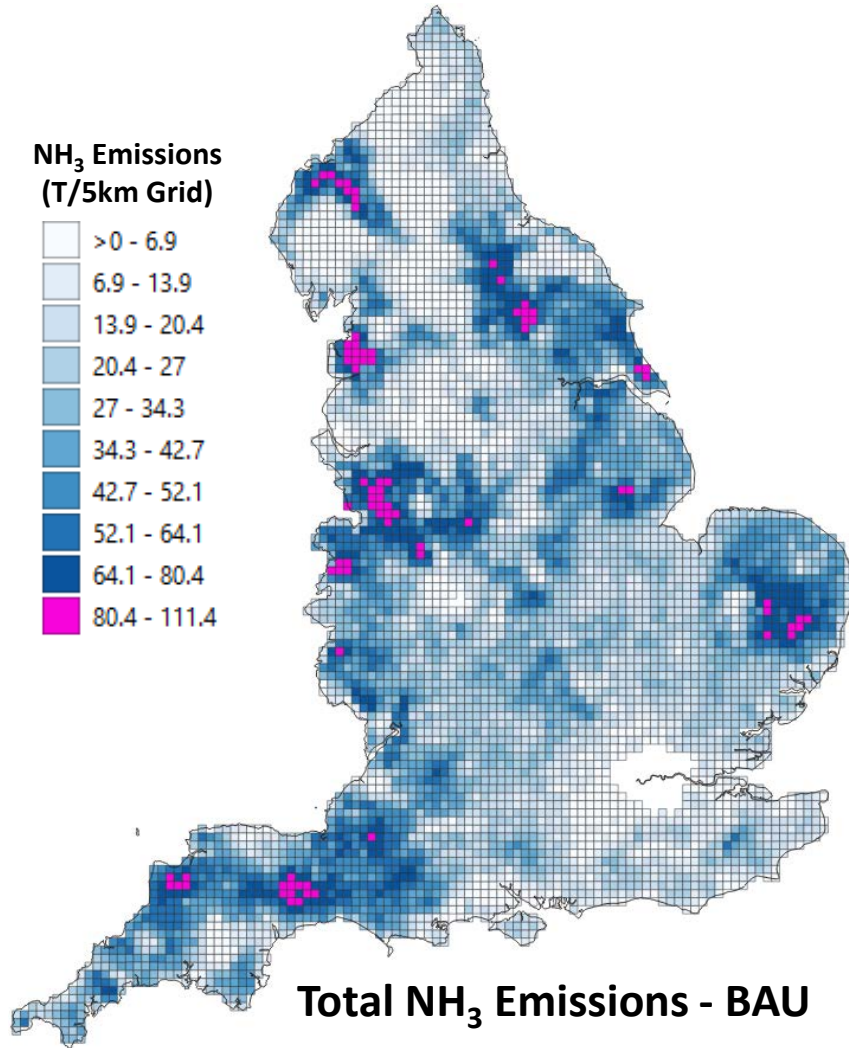 NH₃ Emissions
(T/5km Grid)
>0 - 6.9
6.9 - 13.9
13.9 - 20.4
20.4 - 27
27 - 34.3
34.3 - 42.7
42.7 - 52.1
52.1 - 64.1
64.1 - 80.4
80.4 - 111.4
Total NH₃ Emissions - BAU